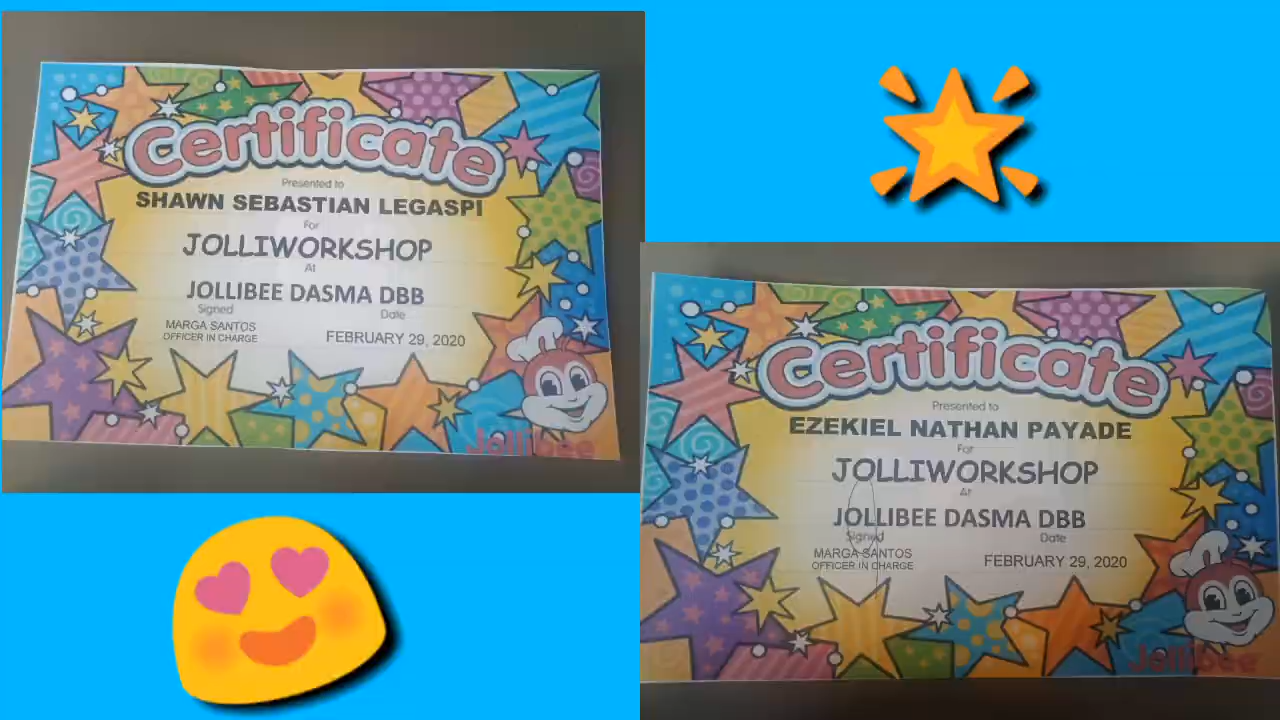 Certificate
Presented to
SHAWN SEBASTIAN LEGASPI
For
JOLLIWORKSHOP
At
JOLLIBEE DASMA DBB
Signed Date
MARGA SANTOS FEBRUARY 29, 2020
OFFICER IN CHARGE
Jollibee
Certificate
Presented to
EZEKIEL NATHAN PAYADE
For
JOLLIWORKSHOP
At
JOLLIBEE DASMA DBB
Signed Date
MARGA SANTOS FEBRUARY 29, 2020
OFFICER IN CHARGE
Jollibee